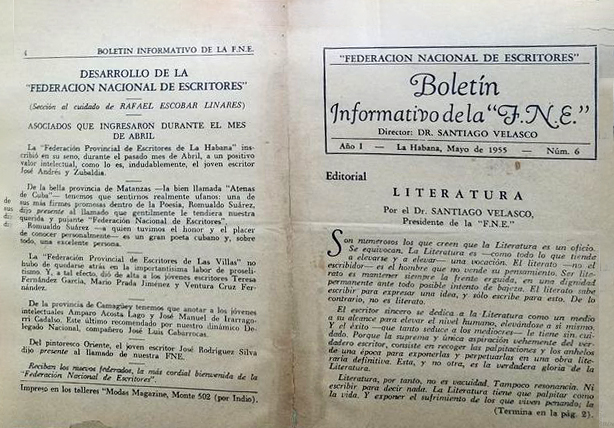 4 BOLETIN INFORMATIVO DE LA F.N.E.
DESARROLLO DE LA
"FEDERACION NACIONAL DE ESCRITORES"
(Sección al cuidado de RAFAEL ESCOBAR LINARES)
ASOCIADOS QUE INGRESARON DURANTE EL MES
DE ABRIL
La "Federación Provincial de Escritores de La Habana" ins-
cribió en su seno, durante el pasado mes de Abril, a un positivo
valor intelectual, como lo es, indudablemente, el joven escritor
José Andrés y Zubaldia.
De la bella provincia de Matanzas —la bien llamada "Atenas
de Cuba"— tenemos que sentirnos realmente ufanos: una de
sus más firmes promesas dentro de la Poesía, Romualdo Suárez,
dijo presente al llamado que gentilmente le tendiera nuestra
querida y pujante "Federación Nacional de Escritores".
Romualdo Suárez —a quien tuvimos el honor y el placer
de conocer personalmente— es un gran poeta cubano y, sobre
todo, una excelente persona.
La "Federación Provincial de Escritores de Las Villas" no
hubo de quedarse atrás en la importantísima labor de proseli-
tismo. Y, a tal efecto, dió de alta a los jóvenes escritores Teresa
Fernández García, Mario Prada Jiménez y Ventura Cruz Fer-
nández.
De la provincia de Camagüey tenemos que anotar a los jóvenes
intelectuales Amparo Acosta Lago y José Manuel de Irarrago-
rri Cadalso. Este último recomendado por nuestro dinámico De-
legado Nacional, compañero José Luis Cabarrocas.
Del pintoresco Oriente, el joven escritor José Rodríguez Silva
dijo presente al llamado de nuestra FNE.
Reciban los nuevos federados, la más cordial bienvenida de la
"Federación Nacional de Escritores".
Impreso en los talleres "Modas Magazine, Monte 502 (por Indio).
"FEDERACION NACIONAL DE ESCRITORES"
Boletín
Informativo de la "F.N.E."
Director: DR. SANTIAGO VELASCO
Año I — La Habana, Mayo de 1955 — Núm. 6
Editorial
LITERATURA
Por el Dr. SANTIAGO VELASCO,
Presidente de la "F.N.E."
Son numerosos los que creen que la Literatura es un oficio.
Se equivocan. La Literatura es —como todo lo que tiende
a elevarse y a elevar— una vocación. El literato —no el
escribidor— es el hombre que no vende su pensamiento. Ser lite-
rato es mantener siempre la frente erguida, en una dignidad
permanente ante todo posible intento de bajeza. El literato sabe
escribir para expresar una idea, y sólo escribe para esto. De lo
contrario, no es literato.
El escritor sincero se dedica a la Literatura como un medio
a su alcance para elevar el nivel humano, elevándose a sí mismo.
Y el éxito —que tanto seduce a los mediocres— le tiene sin cui-
dado. Porque la suprema y única aspiración vehemente del ver-
dadero escritor, consiste en recoger las palpitaciones y los anhelos
de una época para exponerlas y perpetuarlas en una obra lite-
raria definitiva. Esta, y no otra, es la verdadera gloria de la
Literatura.
Literatura, por tanto, no es vacuidad. Tampoco resonancia. Ni
escribir para decir nada. La Literatura tiene que palpitar como
la vida. Y exponer el sufrimiento de los que viven penando; la
(Termina en la pág. 2).